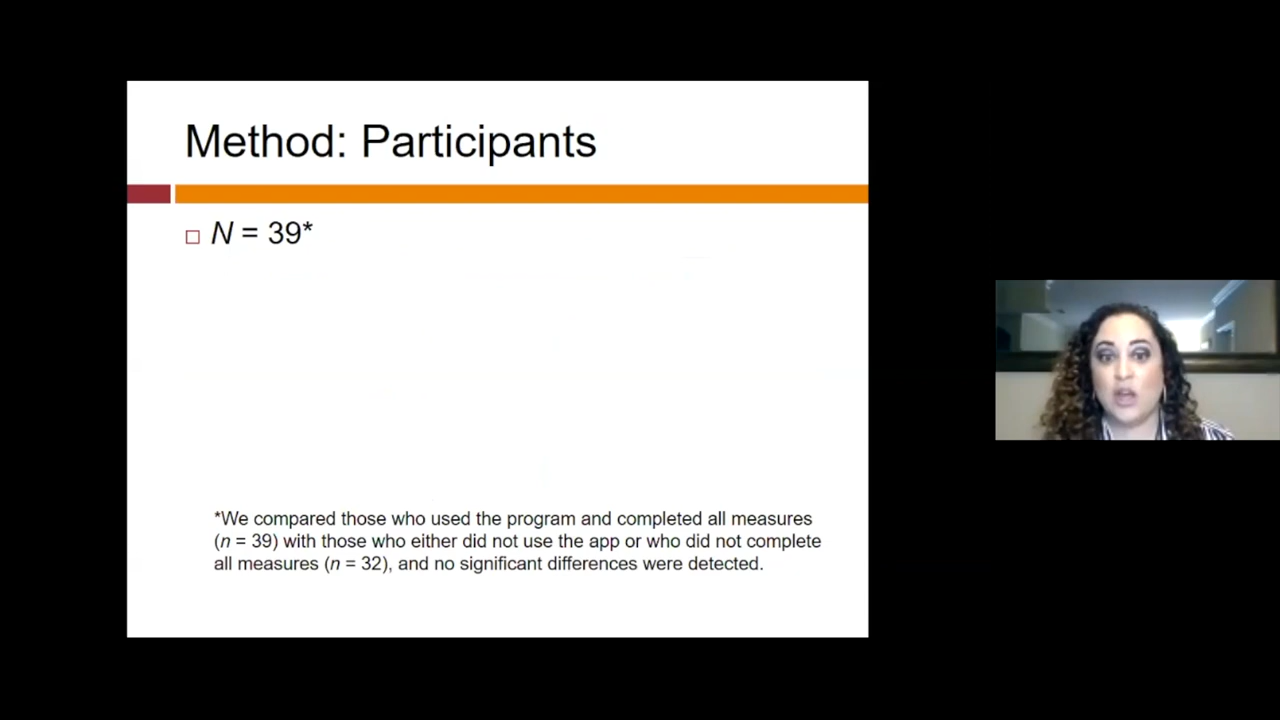 Method: Participants
N = 39*
*We compared those who used the program and completed all measures
(n = 39) with those who either did not use the app or who did not complete
all measures (n = 32), and no significant differences were detected.